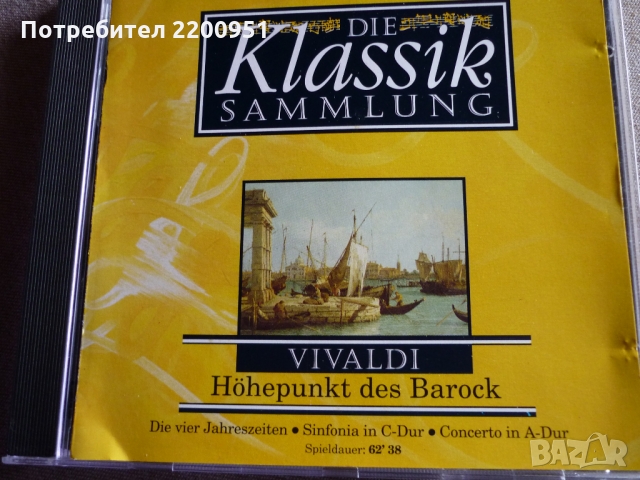 Потребител 2200951
DIE
Klassik
SAMMLUNG
VIVALDI
Höhepunkt des Barock
Die vier Jahreszeiten ● Sinfonia in C-Dur ● Concerto in A-Dur
Spieldauer: 62' 38
BAZAR